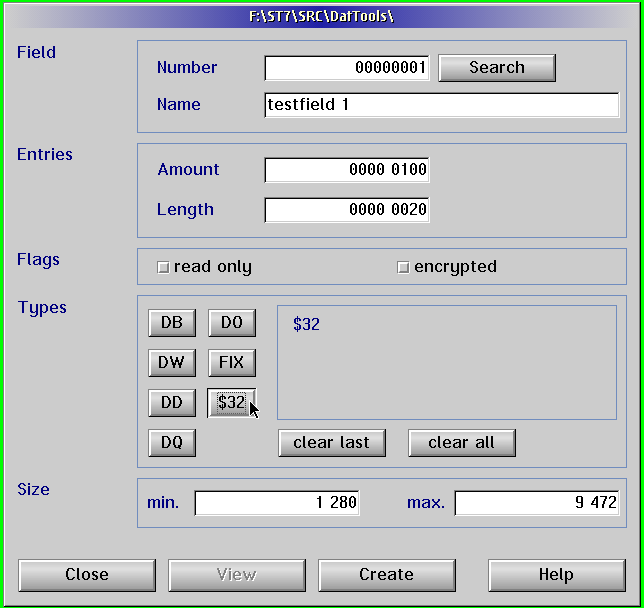 F:\ST7\SRC\DatTools\
Field
Number 00000001 Search
Name testfield 1
Entries
Amount 0000 0100
Length 0000 0020
Flags
read only encrypted
Types
DB DO $32
DW FIX
DD $32
DQ clear last clear all
Size
min. 1 280 max. 9 472
Close View Create Help